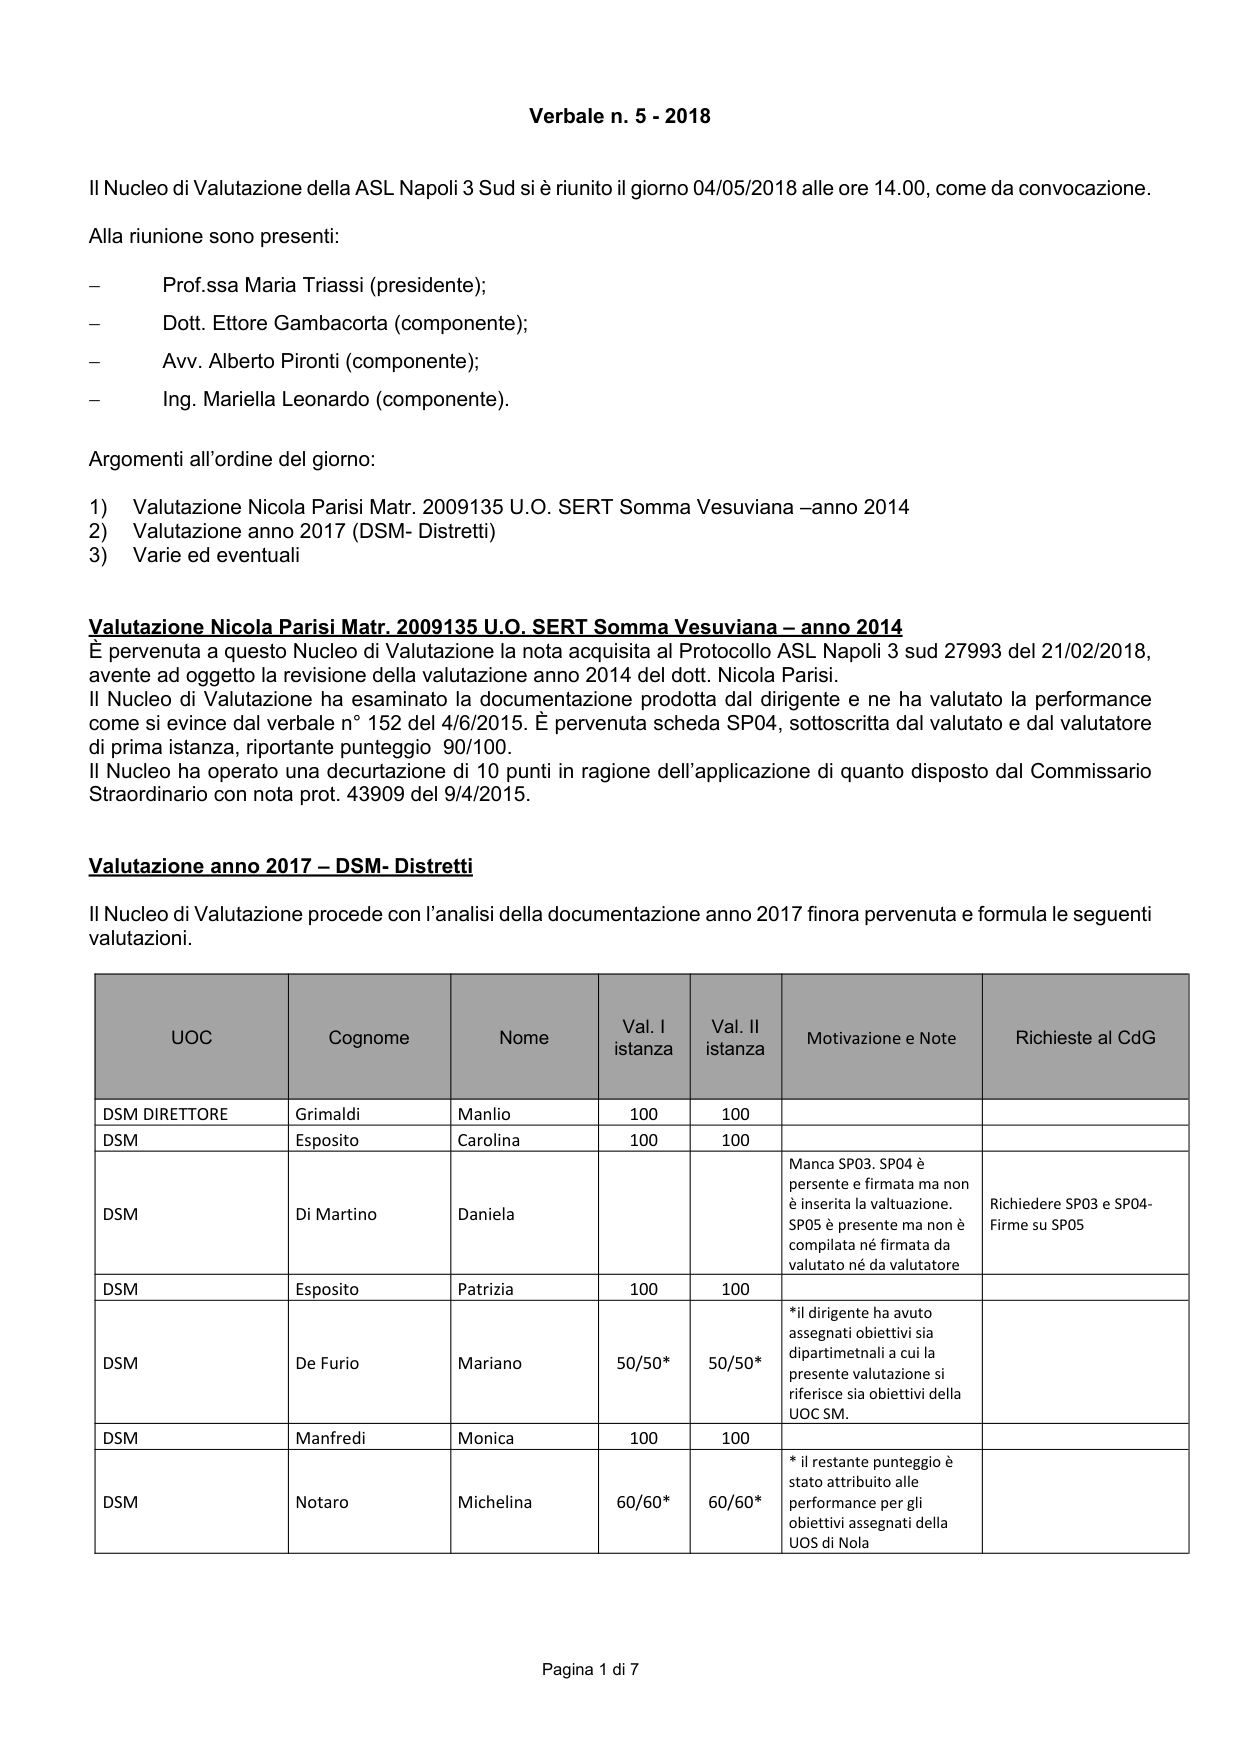 Verbale n. 5 - 2018
Il Nucleo di Valutazione della ASL Napoli 3 Sud si è riunito il giorno 04/05/2018 alle ore 14.00, come da convocazione.
Alla riunione sono presenti:
– Prof.ssa Maria Triassi (presidente);
– Dott. Ettore Gambacorta (componente);
– Avv. Alberto Pironti (componente);
– Ing. Mariella Leonardo (componente).
Argomenti all’ordine del giorno:
1) Valutazione Nicola Parisi Matr. 2009135 U.O. SERT Somma Vesuviana –anno 2014
2) Valutazione anno 2017 (DSM- Distretti)
3) Varie ed eventuali
Valutazione Nicola Parisi Matr. 2009135 U.O. SERT Somma Vesuviana – anno 2014
È pervenuta a questo Nucleo di Valutazione la nota acquisita al Protocollo ASL Napoli 3 sud 27993 del 21/02/2018,
avente ad oggetto la revisione della valutazione anno 2014 del dott. Nicola Parisi.
Il Nucleo di Valutazione ha esaminato la documentazione prodotta dal dirigente e ne ha valutato la performance
come si evince dal verbale n° 152 del 4/6/2015. È pervenuta scheda SP04, sottoscritta dal valutato e dal valutatore
di prima istanza, riportante punteggio 90/100.
Il Nucleo ha operato una decurtazione di 10 punti in ragione dell’applicazione di quanto disposto dal Commissario
Straordinario con nota prot. 43909 del 9/4/2015.
Valutazione anno 2017 – DSM- Distretti
Il Nucleo di Valutazione procede con l’analisi della documentazione anno 2017 finora pervenuta e formula le seguenti
valutazioni.
UOC Cognome Nome Val. I istanza Val. II istanza Motivazione e Note Richieste al CdG
DSM DIRETTORE Grimaldi Manlio 100 100
DSM Esposito Carolina 100 100
DSM Di Martino Daniela
Manca SP03. SP04 è
persente e firmata ma non
è inserita la valtuazione.
SP05 è presente ma non è
compilata né firmata da
valutato né da valutatore
Richiedere SP03 e SP04-
Firme su SP05
DSM Esposito Patrizia 100 100
DSM De Furio Mariano 50/50* 50/50*
*il dirigente ha avuto
assegnati obiettivi sia
dipartimetnali a cui la
presente valutazione si
riferisce sia obiettivi della
UOC SM.
DSM Manfredi Monica 100 100
DSM Notaro Michelina 60/60* 60/60*
* il restante punteggio è
stato attribuito alle
performance per gli
obiettivi assegnati della
UOS di Nola
Pagina 1 di 7